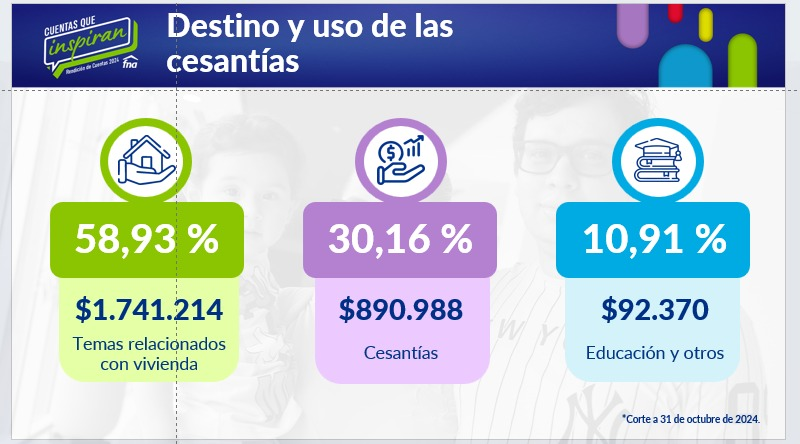 CUENTAS QUE
inspiran
Rendición de Cuentas 2024
fna
Destino y uso de las
cesantías
58,93 %
30,16 %
10,91 %
$1.741.214
$890.988
$92.370
Temas relacionados
con vivienda
Cesantías
Educación y otros
*Corte a 31 de octubre de 2024.